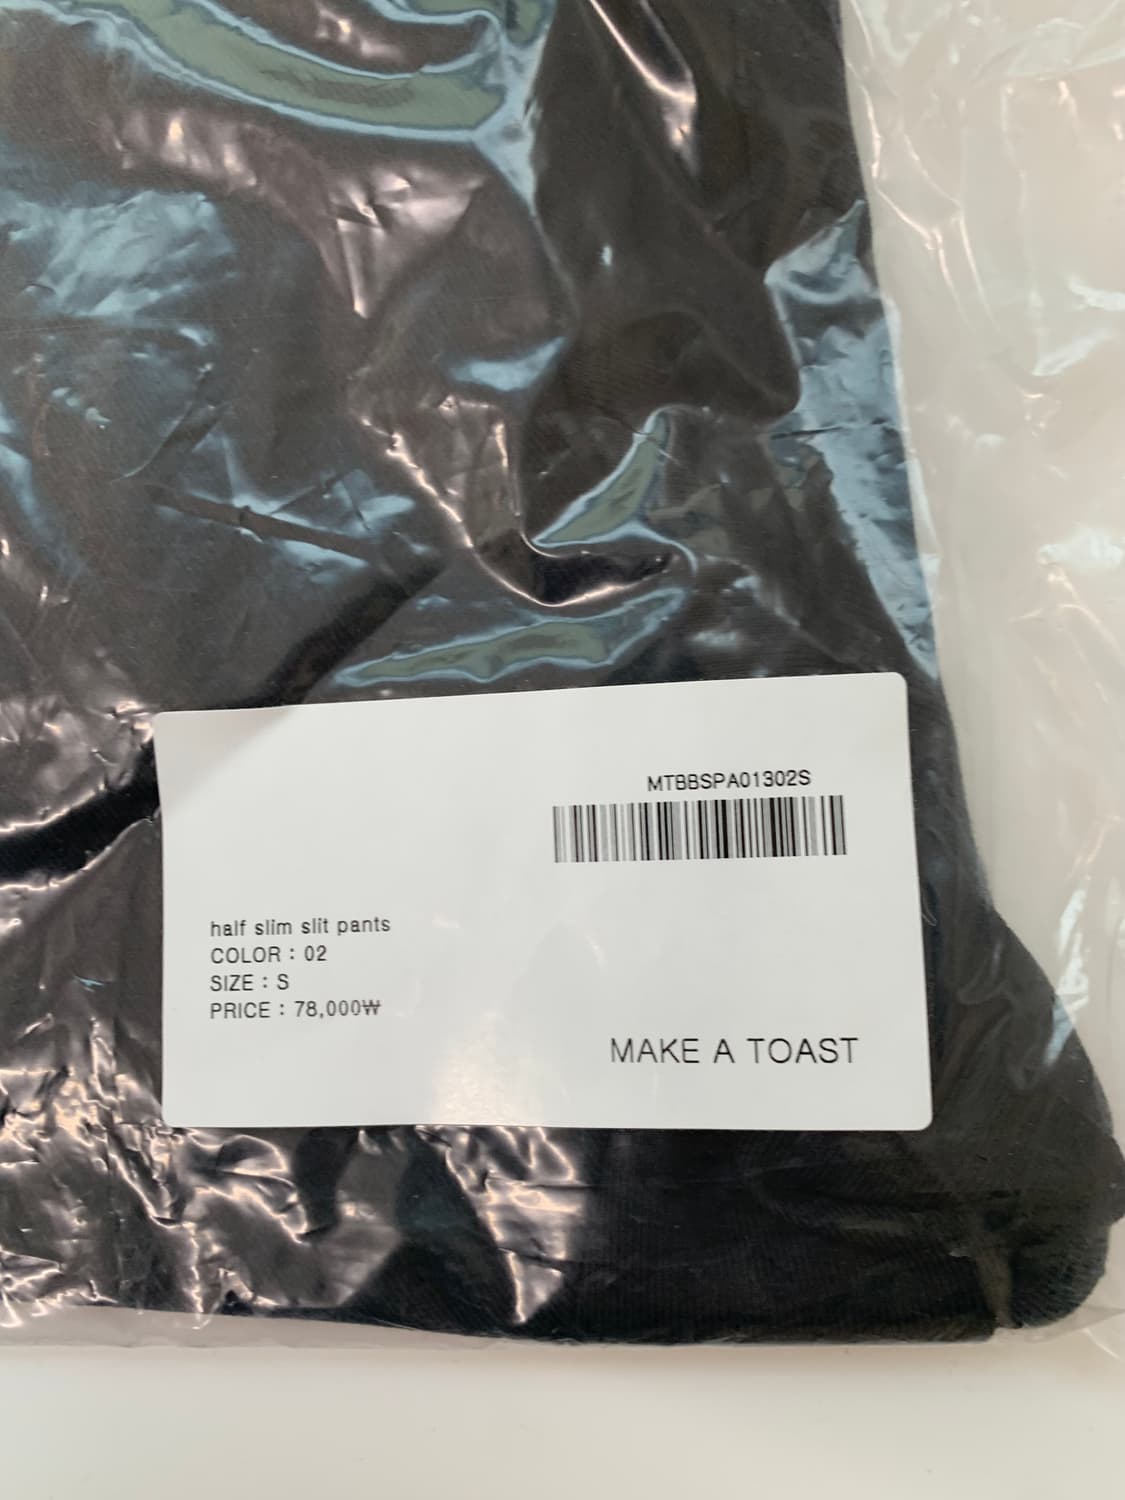 MTBBSPA01302S
half slim slit pants
COLOR : 02
SIZE : S
PRICE : 78,000₩
MAKE A TOAST